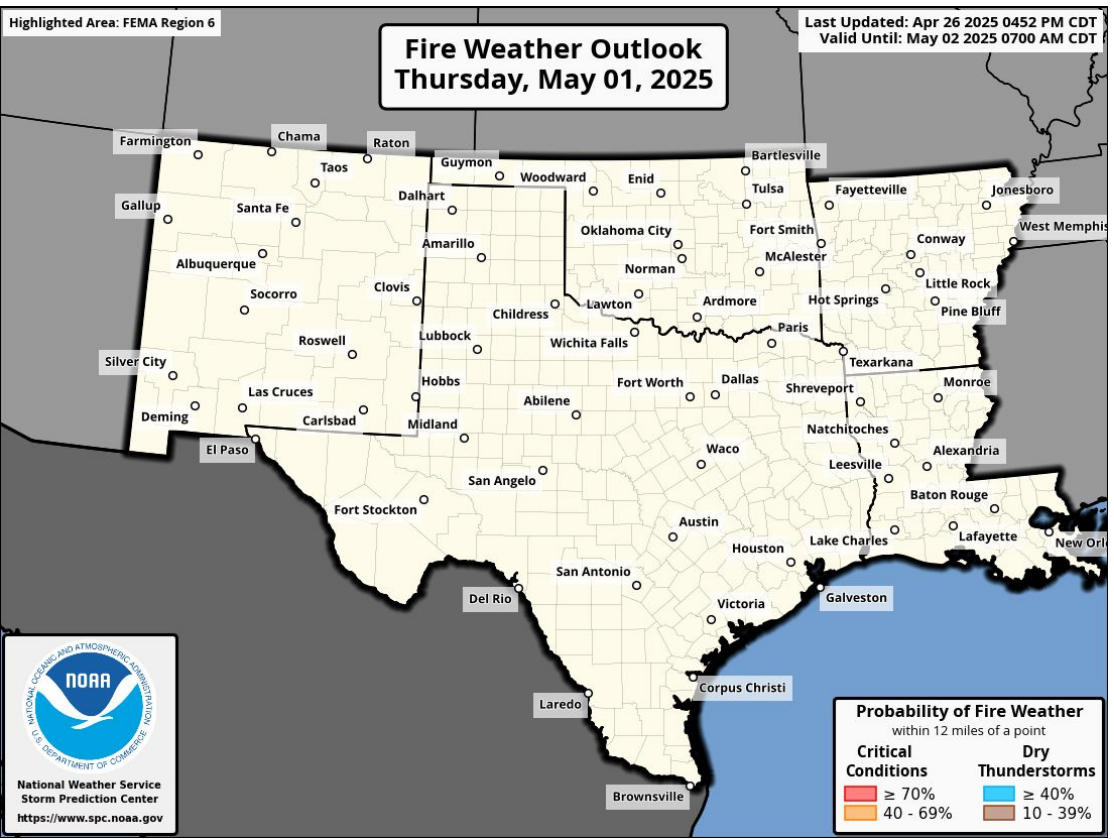 Highlighted Area: FEMA Region 6
Fire Weather Outlook
Thursday, May 01, 2025
Last Updated: Apr 26 2025 0452 PM CDT
Valid Until: May 02 2025 0700 AM CDT
Farmington
Chama
Raton
Taos
Guymon
Woodward
Enid
Bartlesville
Tulsa
Fayetteville
Jonesboro
Gallup
Santa Fe
Dalhart
West Memphis
Albuquerque
Amarillo
Oklahoma City
Norman
Fort Smith
McAlester
Conway
Little Rock
Socorro
Clovis
Childress
Lawton
Ardmore
Hot Springs
Pine Bluff
Roswell
Lubbock
Wichita Falls
Paris
Texarkana
Silver City
Las Cruces
Hobbs
Fort Worth
Dallas
Shreveport
Monroe
Deming
Carlsbad
Midland
Abilene
Natchitoches
El Paso
Waco
Leesville
Alexandria
San Angelo
Fort Stockton
Austin
Houston
Lake Charles
Baton Rouge
Lafayette
New Orl
Del Rio
San Antonio
Victoria
Galveston
Laredo
Corpus Christi
Brownsville
NATIONAL OCEANIC AND ATMOSPHERIC ADMINISTRATION
NOAA
U.S. DEPARTMENT OF COMMERCE
National Weather Service
Storm Prediction Center
https://www.spc.noaa.gov
Probability of Fire Weather
within 12 miles of a point
Critical
Conditions
≥ 70%
40 - 69%
Dry
Thunderstorms
≥ 40%
10 - 39%